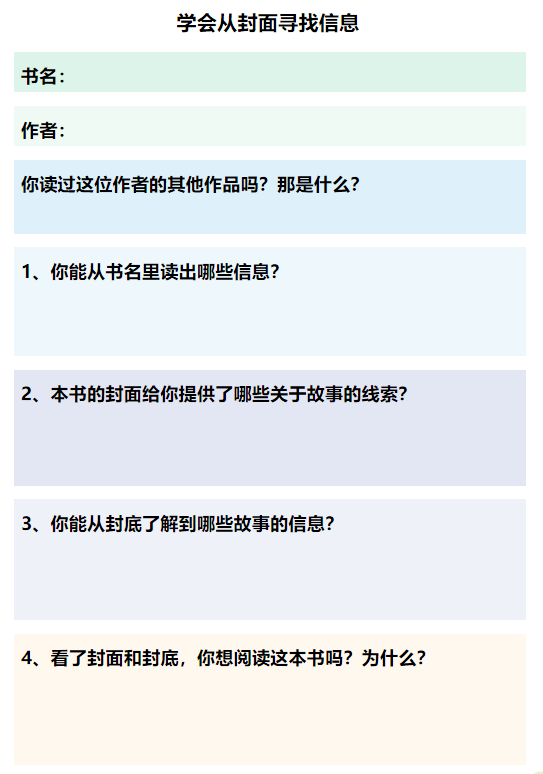 学会从封面寻找信息
书名：
作者：
你读过这位作者的其他作品吗？那是什么？
1、你能从书名里读出哪些信息？
2、本书的封面给你提供了哪些关于故事的线索？
3、你能从封底了解到哪些故事的信息？
4、看了封面和封底，你想阅读这本书吗？为什么？